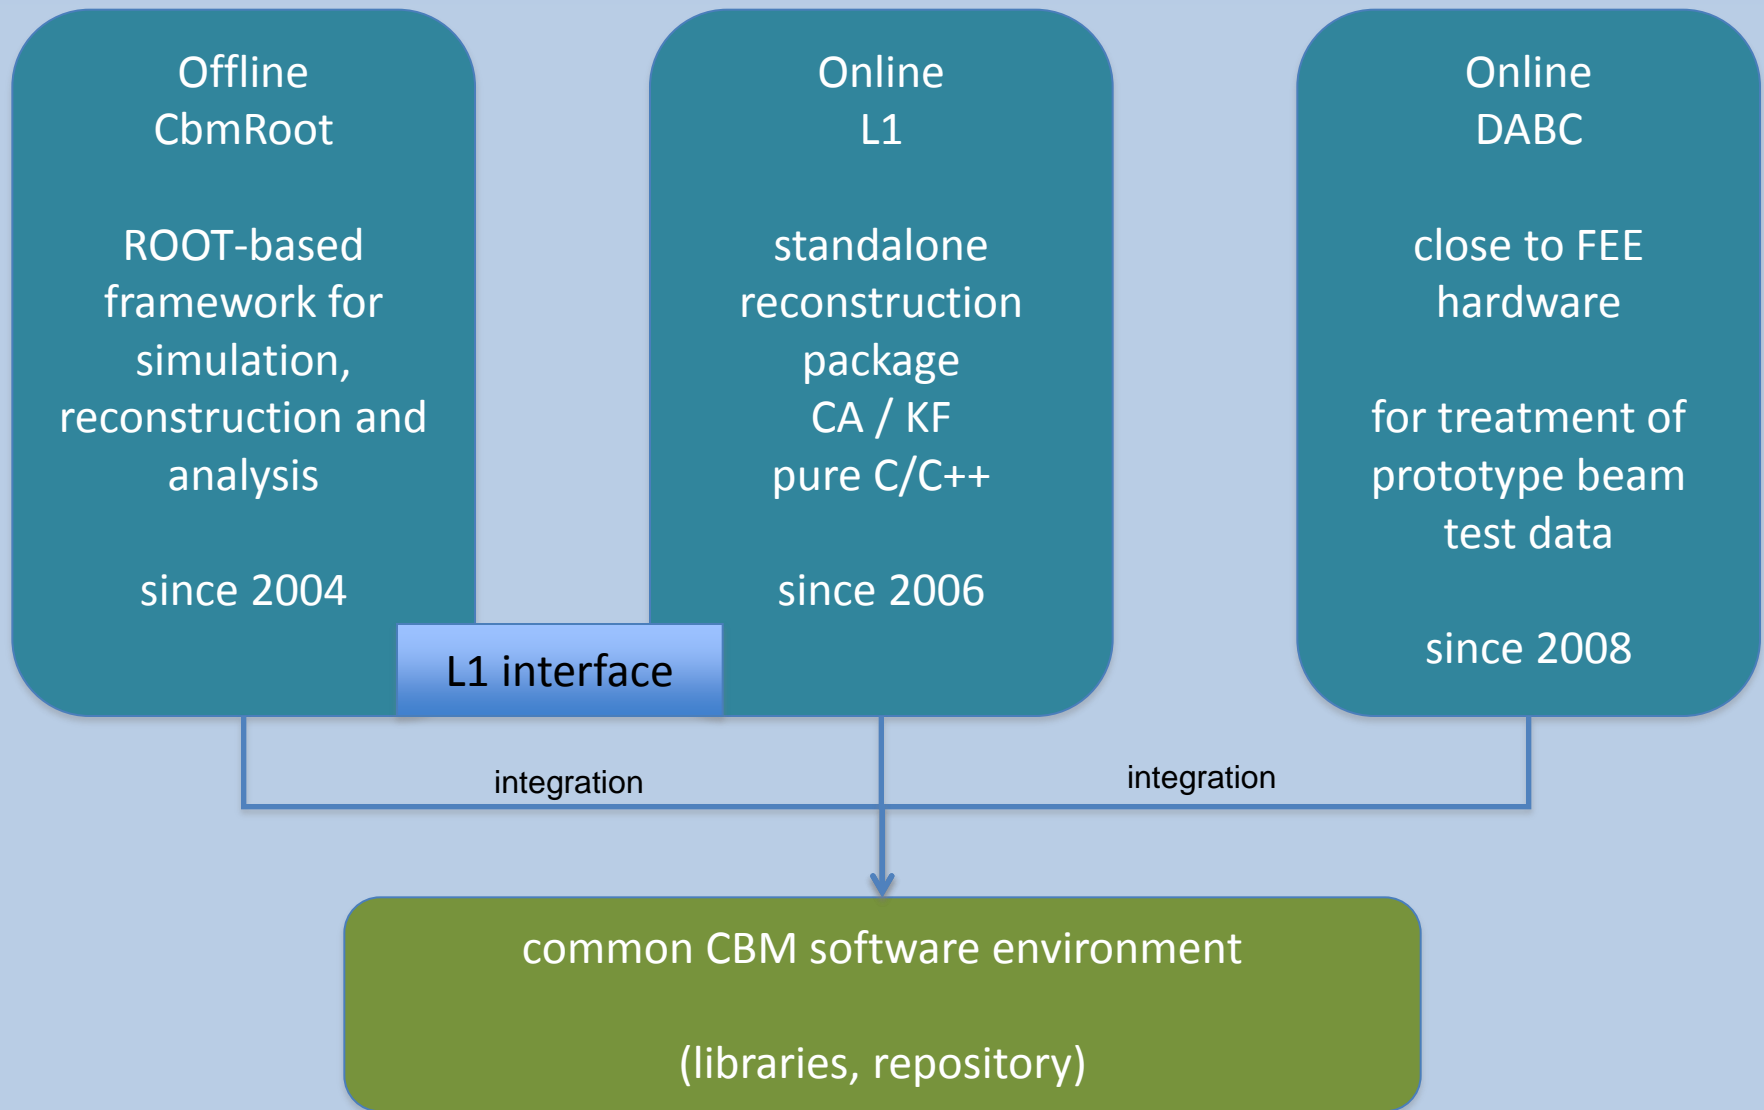 Offline
CbmRoot
ROOT-based
framework for
simulation,
reconstruction and
analysis
since 2004
Online
L1
standalone
reconstruction
package
CA / KF
pure C/C++
since 2006
Online
DABC
close to FEE
hardware
for treatment of
prototype beam
test data
since 2008
L1 interface
integration
integration
common CBM software environment
(libraries, repository)